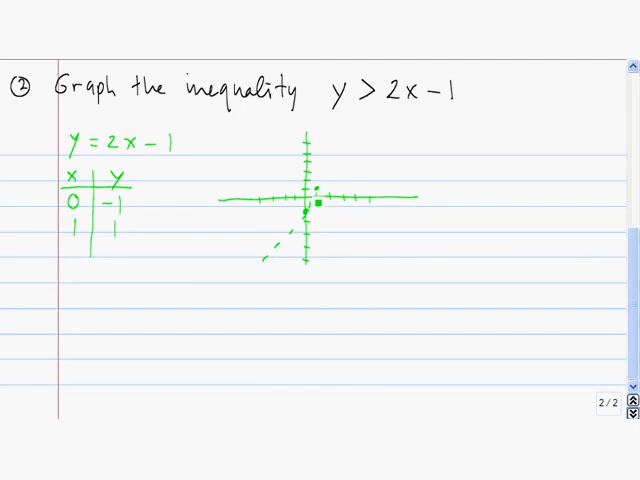 ② Graph the inequality y > 2x - 1
y = 2x - 1
x y
0 -1
1 1
2 / 2